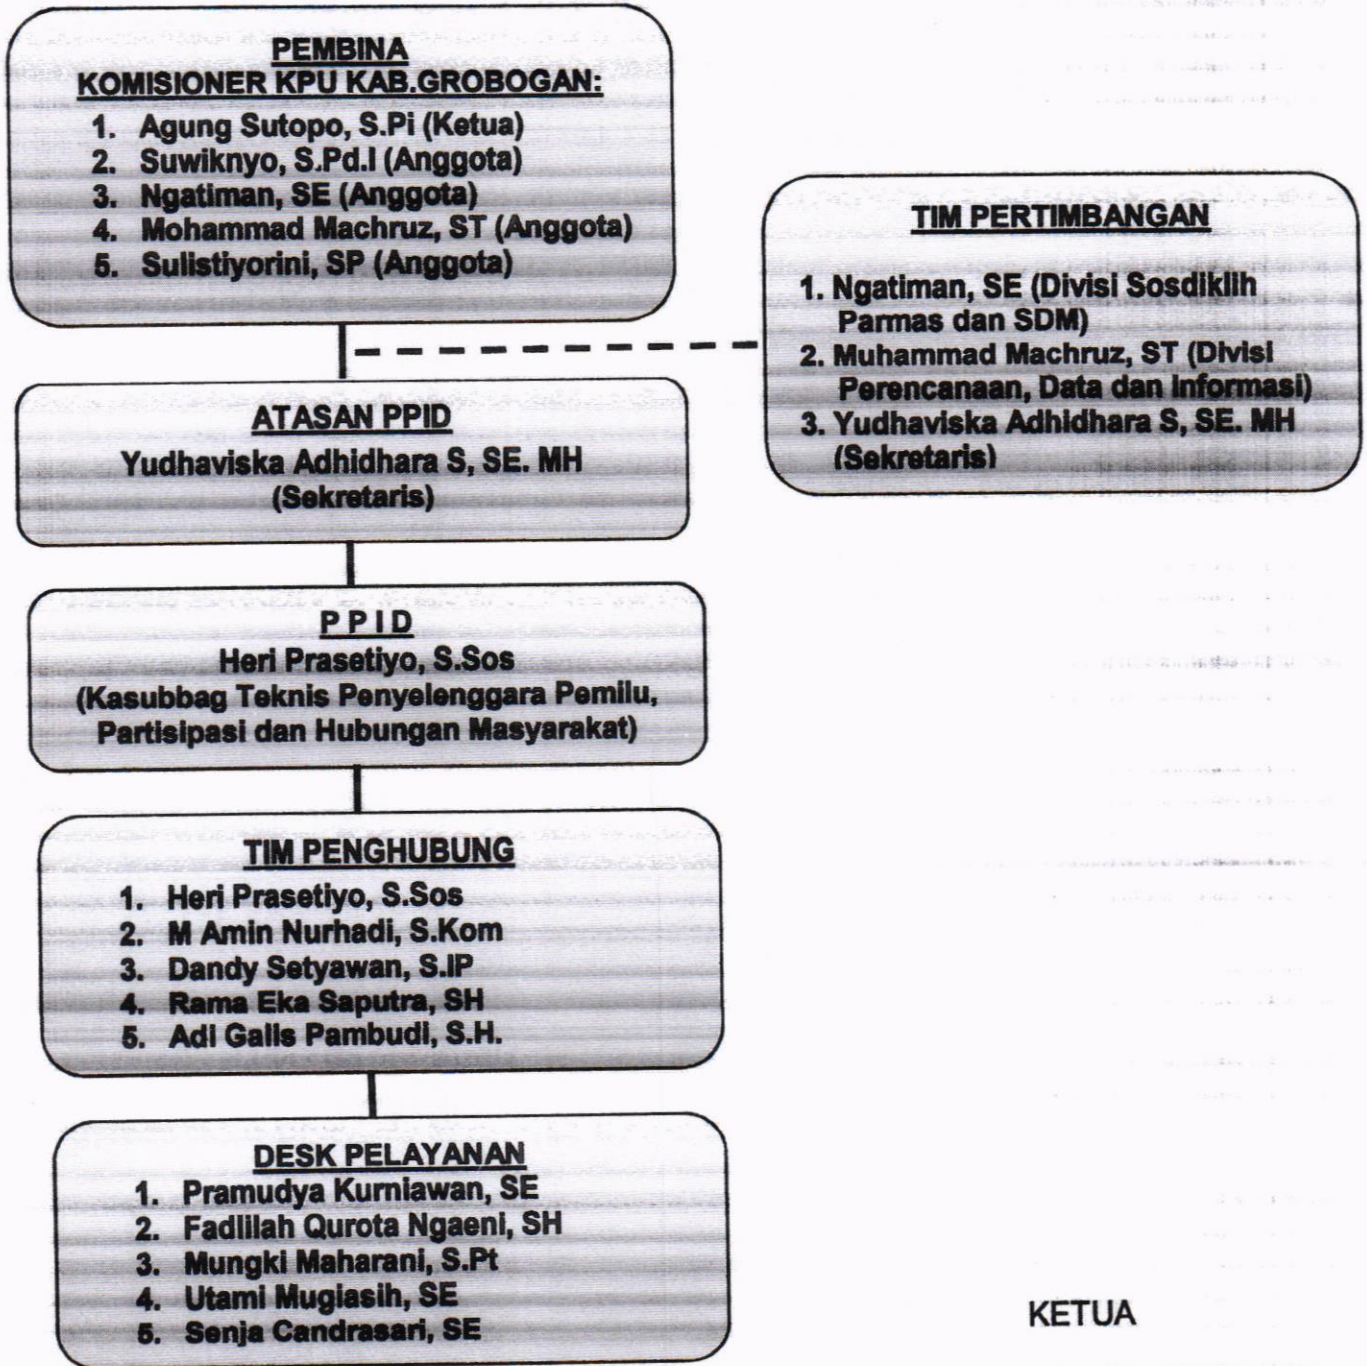 PEMBINA
KOMISIONER KPU KAB.GROBOGAN:
1. Agung Sutopo, S.Pi (Ketua)
2. Suwiknyo, S.Pd.I (Anggota)
3. Ngatiman, SE (Anggota)
4. Mohammad Machruz, ST (Anggota)
5. Sulistiyorini, SP (Anggota)
TIM PERTIMBANGAN
1. Ngatiman, SE (Divisi Sosdiklih
Parmas dan SDM)
2. Muhammad Machruz, ST (Divisi
Perencanaan, Data dan Informasi)
3. Yudhaviska Adhidhara S, SE. MH
(Sekretaris)
ATASAN PPID
Yudhaviska Adhidhara S, SE. MH
(Sekretaris)
P P I D
Heri Prasetiyo, S.Sos
(Kasubbag Teknis Penyelenggara Pemilu,
Partisipasi dan Hubungan Masyarakat)
TIM PENGHUBUNG
1. Heri Prasetiyo, S.Sos
2. M Amin Nurhadi, S.Kom
3. Dandy Setyawan, S.IP
4. Rama Eka Saputra, SH
5. Adi Galis Pambudi, S.H.
DESK PELAYANAN
1. Pramudya Kurniawan, SE
2. Fadlilah Qurota Ngaeni, SH
3. Mungki Maharani, S.Pt
4. Utami Mugiasih, SE
5. Senja Candrasari, SE
KETUA